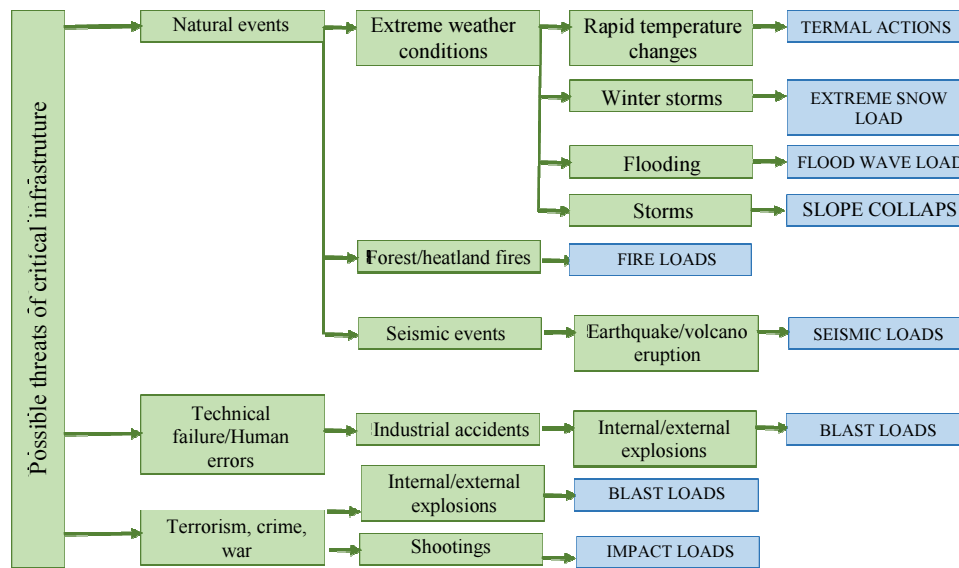 Possible threats of critical infrastruture
Natural events
Extreme weather
conditions
Rapid temperature
changes
TERMAL ACTIONS
Winter storms
EXTREME SNOW
LOAD
Flooding
FLOOD WAVE LOAD
Storms
SLOPE COLLAPS
Forest/heatland fires
FIRE LOADS
Seismic events
Earthquake/volcano
eruption
SEISMIC LOADS
Technical
failure/Human
errors
Industrial accidents
Internal/external
explosions
BLAST LOADS
Terrorism, crime,
war
Internal/external
explosions
BLAST LOADS
Shootings
IMPACT LOADS